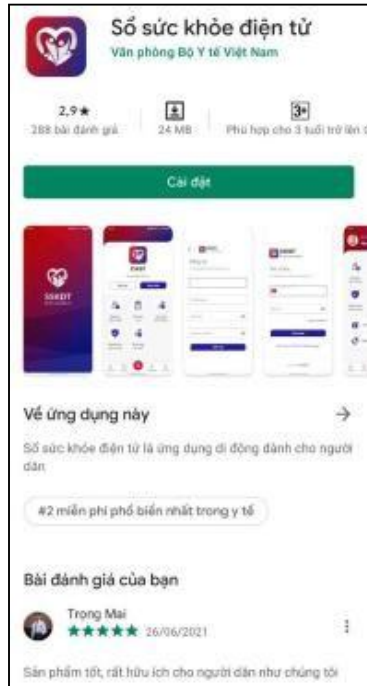 Sổ sức khỏe điện tử
Văn phòng Bộ Y tế Việt Nam
2,9★
288 bài đánh giá
24 MB
3+
Phù hợp cho 3 tuổi trở lên
Cài đặt
SSKDT
Về ứng dụng này
Sổ sức khỏe điện tử là ứng dụng di động dành cho người
dân
#2 miễn phí phổ biến nhất trong y tế
Bài đánh giá của bạn
Trong Mai
26/06/2021
Sản phẩm tốt, rất hữu ích cho người dân như chúng tôi